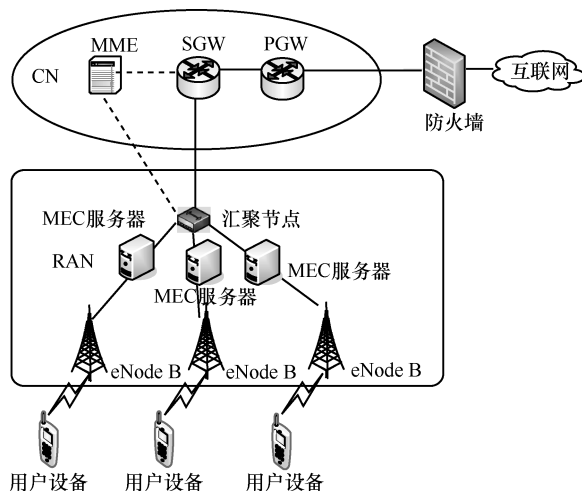 MME
SGW
PGW
CN
互联网
防火墙
MEC服务器
汇聚节点
RAN
MEC服务器
MEC服务器
eNode B
eNode B
eNode B
用户设备
用户设备
用户设备